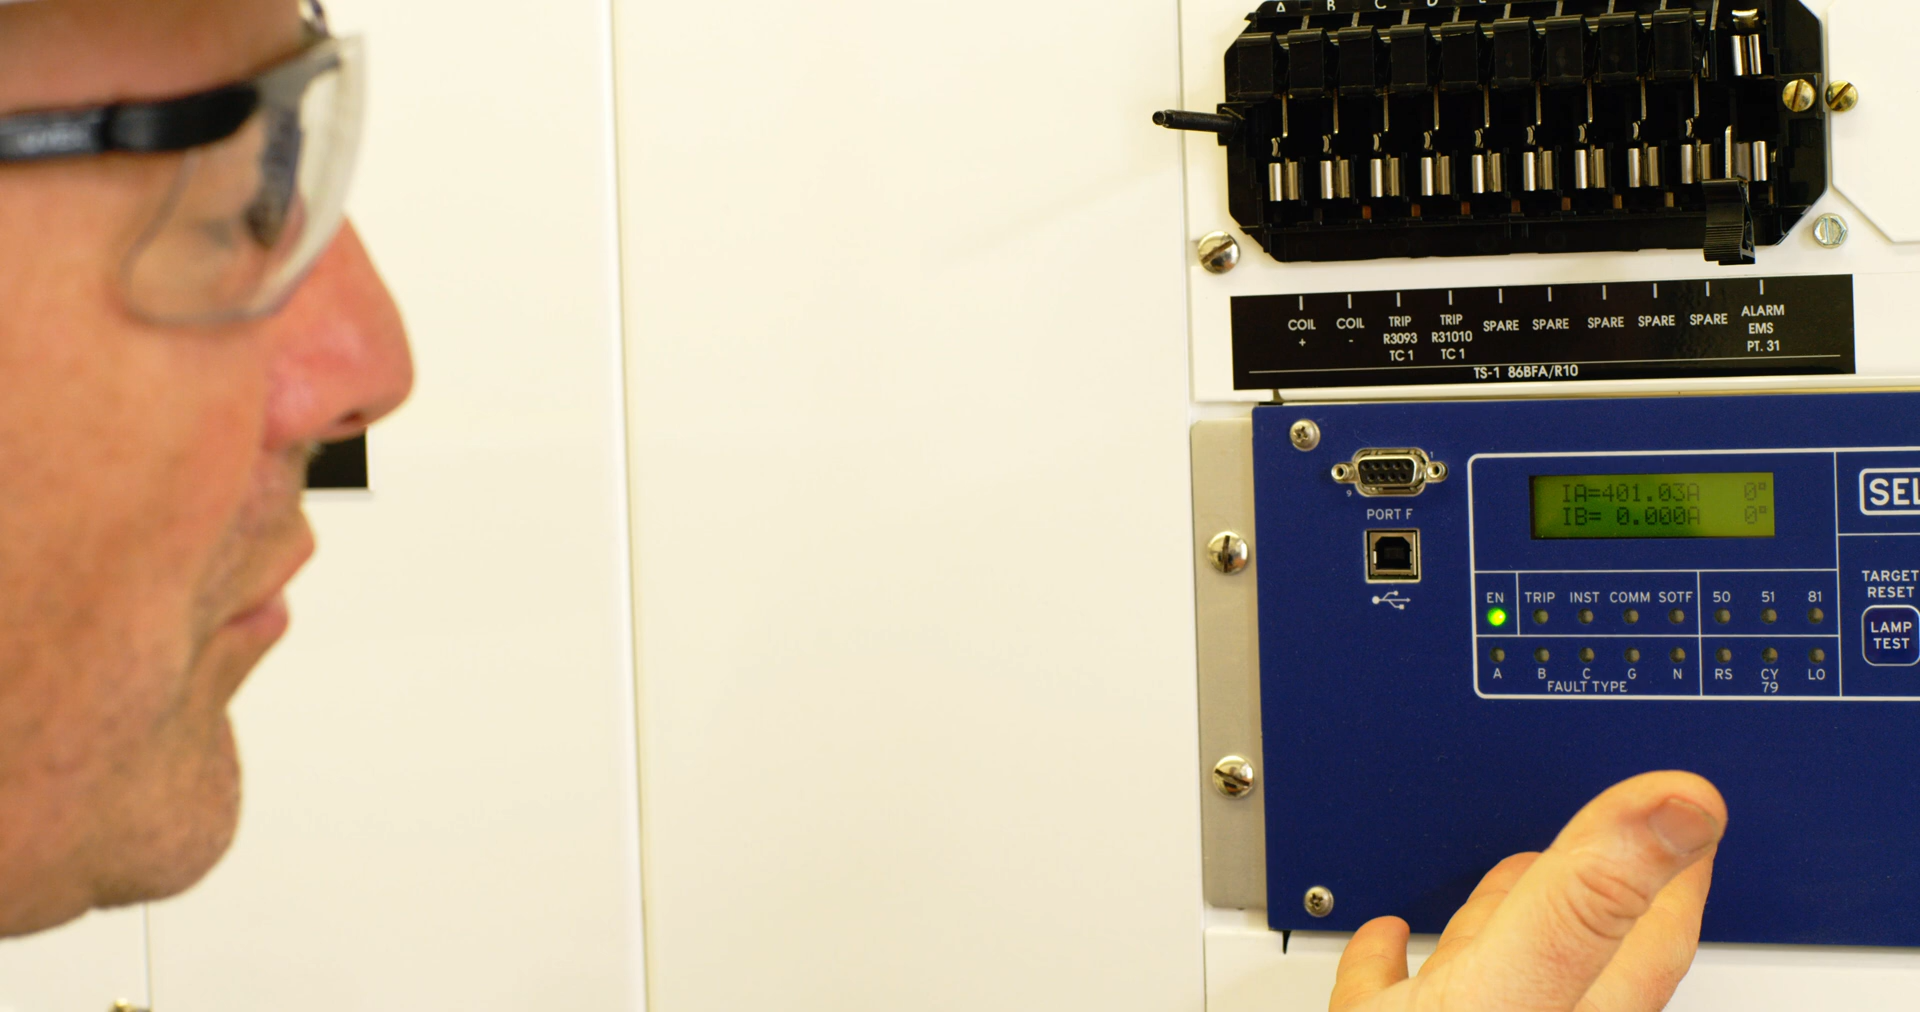 A B C D E
COIL + COIL - TRIP R3093 TC 1 TRIP R31010 TC 1 SPARE SPARE SPARE SPARE SPARE ALARM EMS PT. 31
TS-1 86BFA/R10
1
9
PORT F
IA=401.03A 0°
IB= 0.000A 0°
SEL
EN TRIP INST COMM SOTF 50 51 81
A B C G N RS CY LO
FAULT TYPE 79
TARGET
RESET
LAMP
TEST